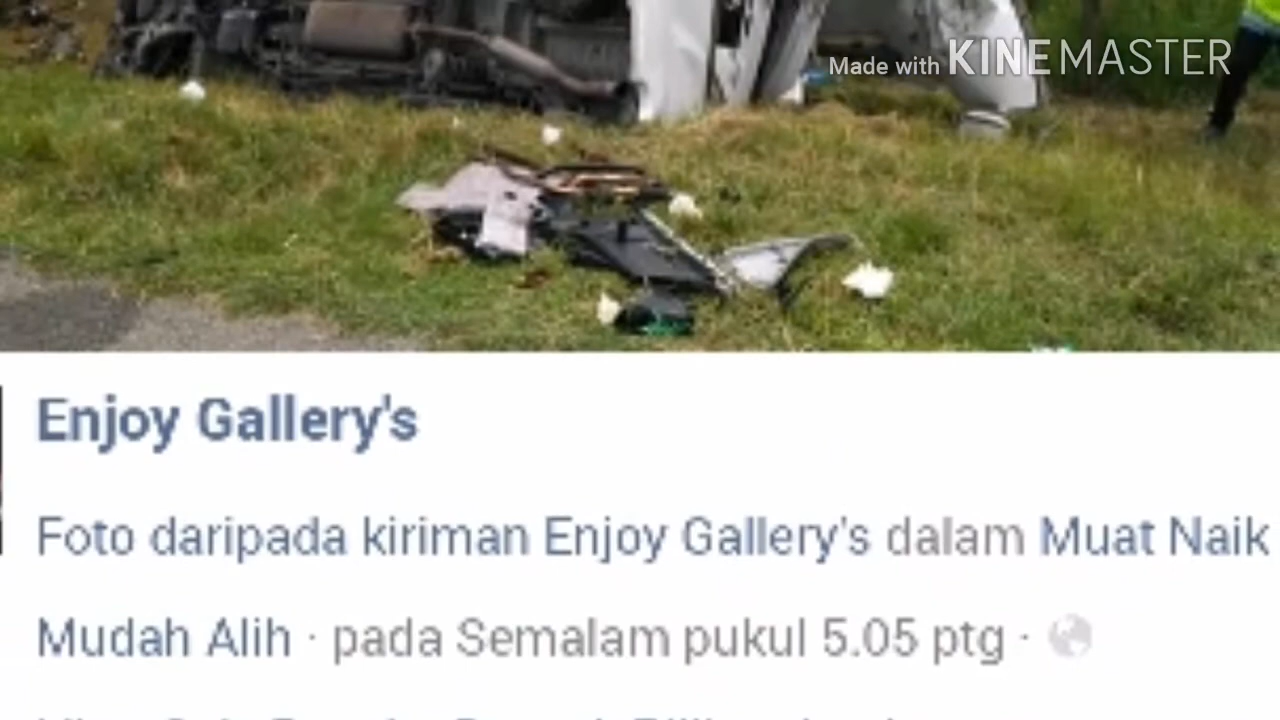 Made with KINEMASTER
Enjoy Gallery's
Foto daripada kiriman Enjoy Gallery's dalam Muat Naik
Mudah Alih · pada Semalam pukul 5.05 ptg ·